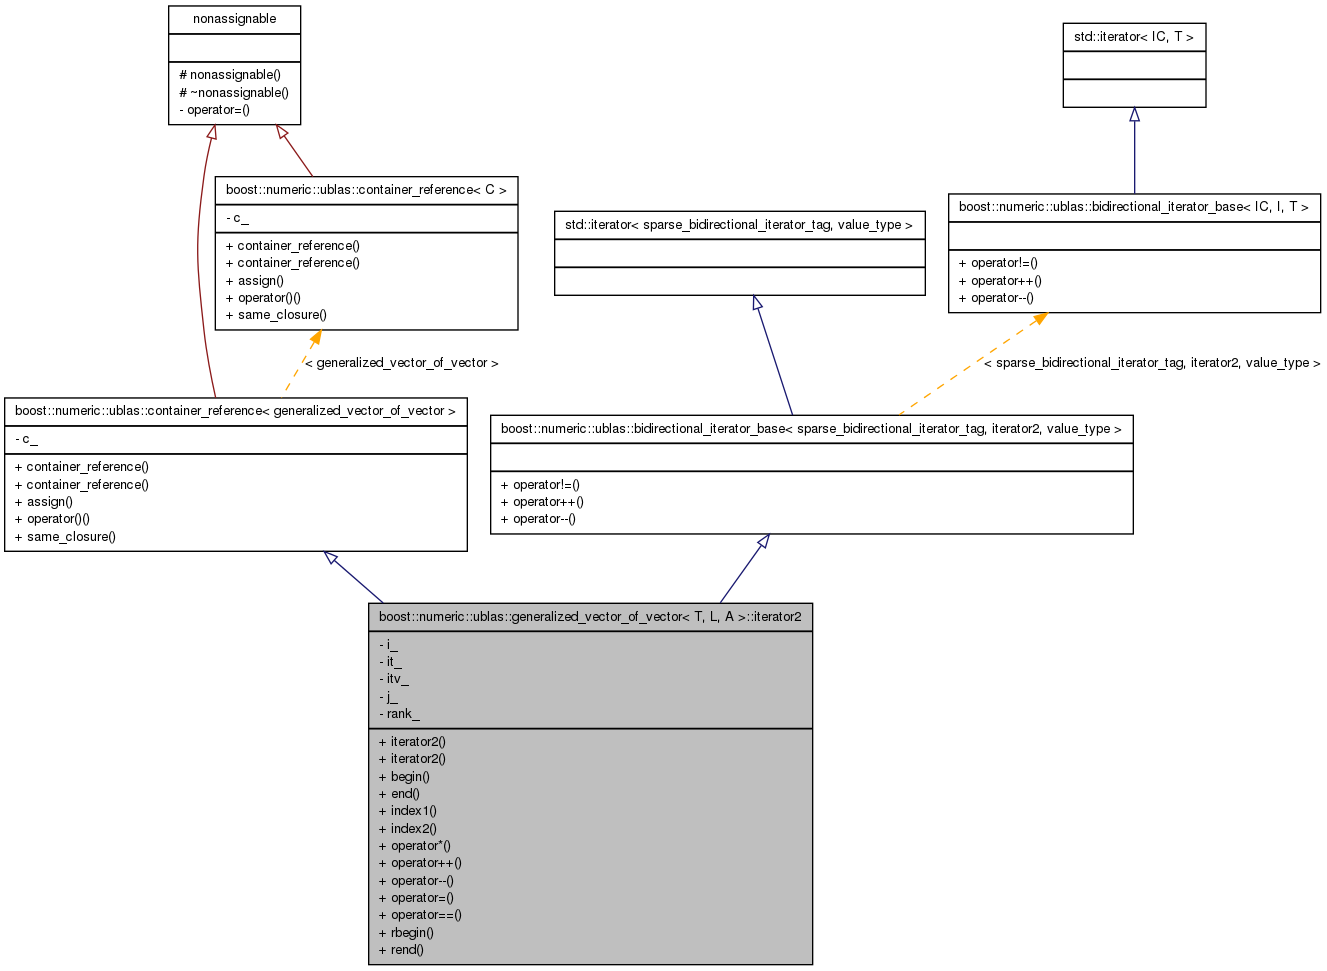 nonassignable
# nonassignable()
# ~nonassignable()
- operator=()
std::iterator< IC, T >
boost::numeric::ublas::container_reference< C >
- c_
+ container_reference()
+ container_reference()
+ assign()
+ operator()()
+ same_closure()
std::iterator< sparse_bidirectional_iterator_tag, value_type >
boost::numeric::ublas::bidirectional_iterator_base< IC, I, T >
+ operator!=()
+ operator++()
+ operator--()
< generalized_vector_of_vector >
< sparse_bidirectional_iterator_tag, iterator2, value_type >
boost::numeric::ublas::container_reference< generalized_vector_of_vector >
- c_
+ container_reference()
+ container_reference()
+ assign()
+ operator()()
+ same_closure()
boost::numeric::ublas::bidirectional_iterator_base< sparse_bidirectional_iterator_tag, iterator2, value_type >
+ operator!=()
+ operator++()
+ operator--()
boost::numeric::ublas::generalized_vector_of_vector< T, L, A >::iterator2
- i_
- it_
- itv_
- j_
- rank_
+ iterator2()
+ iterator2()
+ begin()
+ end()
+ index1()
+ index2()
+ operator*()
+ operator++()
+ operator--()
+ operator=()
+ operator==()
+ rbegin()
+ rend()